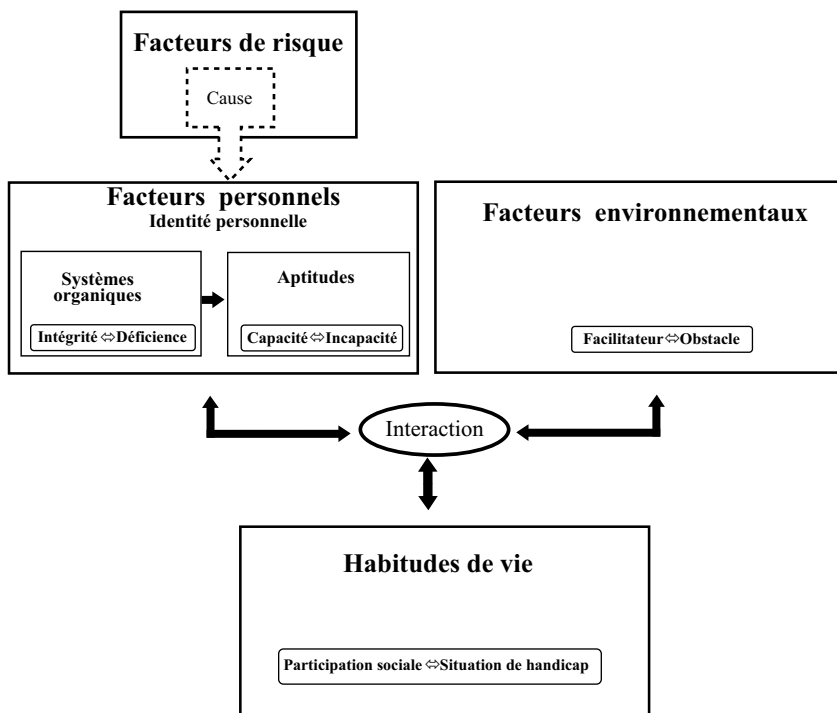 Facteurs de risque
Cause
Facteurs personnels
Identité personnelle
Systèmes
organiques
Intégrité ⇔ Déficience
Aptitudes
Capacité ⇔ Incapacité
Facteurs environnementaux
Facilitateur ⇔ Obstacle
Interaction
Habitudes de vie
Participation sociale ⇔ Situation de handicap